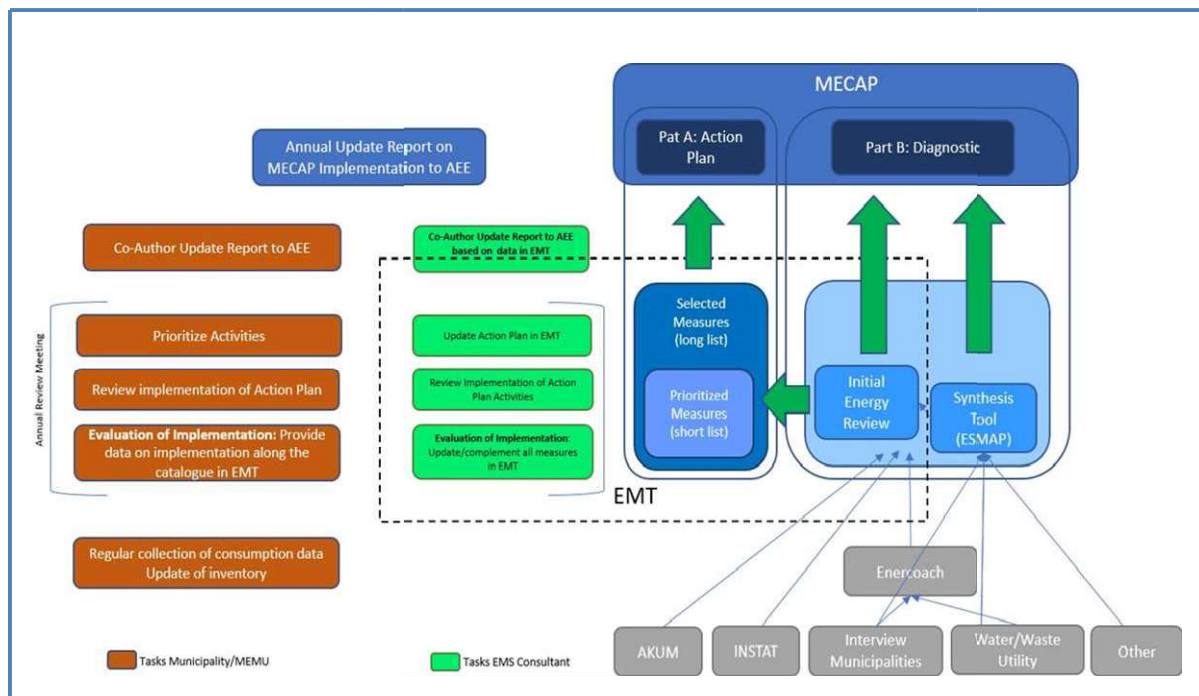 MECAP
Annual Update Report on
MECAP Implementation to AEE
Pat A: Action
Plan
Part B: Diagnostic
Co-Author Update Report to AEE
Co-Author Update Report to AEE
based on data in EMT
Annual Review Meeting
Prioritize Activities
Update Action Plan in EMT
Selected
Measures
(long list)
Review implementation of Action Plan
Review Implementation of Action
Plan Activities
Prioritized
Measures
(short list)
Initial
Energy
Review
Synthesis
Tool
(ESMAP)
Evaluation of Implementation: Provide
data on implementation along the
catalogue in EMT
Evaluation of Implementation:
Update/complement all measures
in EMT
EMT
Regular collection of consumption data
Update of inventory
Enercoach
AKUM
INSTAT
Interview
Municipalities
Water/Waste
Utility
Other
Tasks Municipality/MEMU
Tasks EMS Consultant